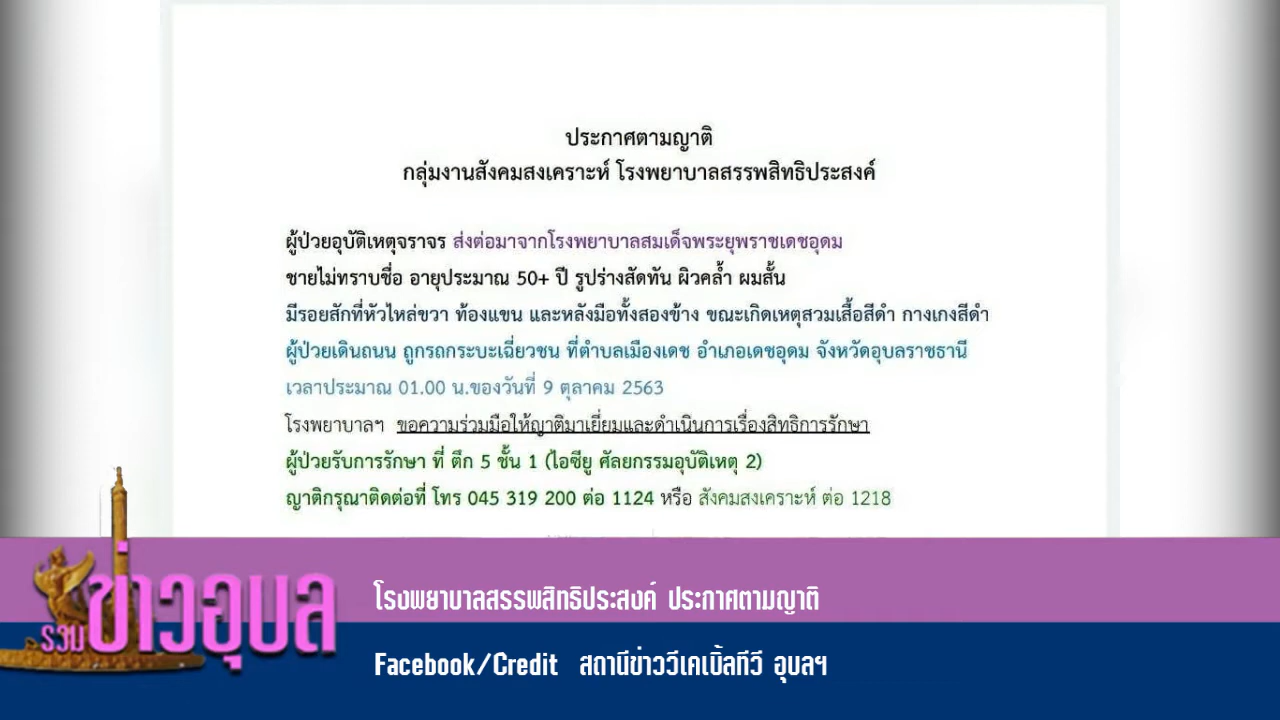 ประกาศตามญาติ
กลุ่มงานสังคมสงเคราะห์ โรงพยาบาลสรรพสิทธิประสงค์
ผู้ป่วยอุบัติเหตุจราจร ส่งต่อมาจากโรงพยาบาลสมเด็จพระยุพราชเดชอุดม
ชายไม่ทราบชื่อ อายุประมาณ 50+ ปี รูปร่างสัดทัน ผิวคล้ำ ผมสั้น
มีรอยสักที่หัวไหล่ขวา ท้องแขน และหลังมือทั้งสองข้าง ขณะเกิดเหตุสวมเสื้อสีดำ กางเกงสีดำ
ผู้ป่วยเดินถนน ถูกรถกระบะเฉี่ยวชน ที่ตำบลเมืองเดช อำเภอเดชอุดม จังหวัดอุบลราชธานี
เวลาประมาณ 01.00 น.ของวันที่ 9 ตุลาคม 2563
โรงพยาบาลฯ ขอความร่วมมือให้ญาติมาเยี่ยมและดำเนินการเรื่องสิทธิการรักษา
ผู้ป่วยรับการรักษา ที่ ตึก 5 ชั้น 1 (ไอซียู ศัลยกรรมอุบัติเหตุ 2)
ญาติกรุณาติดต่อที่ โทร 045 319 200 ต่อ 1124 หรือ สังคมสงเคราะห์ ต่อ 1218
รวมข่าวอุบล
โรงพยาบาลสรรพสิทธิประสงค์ ประกาศตามญาติ
Facebook/Credit สถานีข่าววีเคเบิ้ลทีวี อุบลฯ